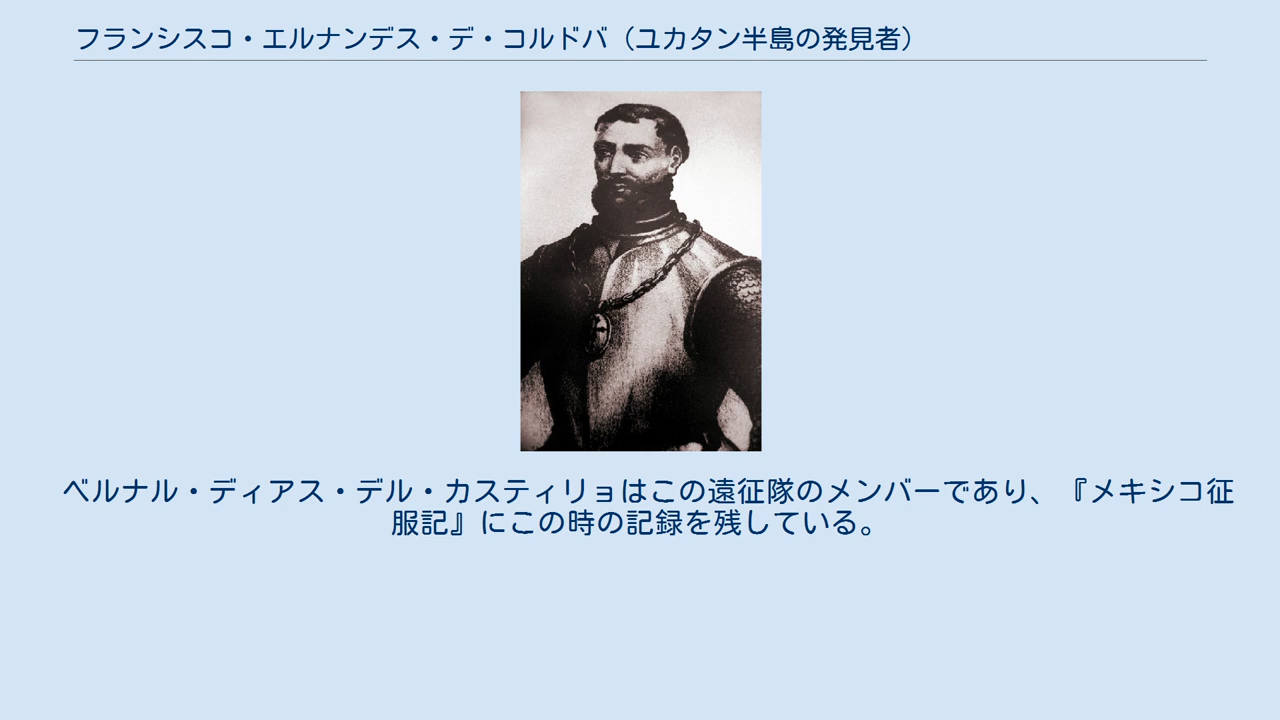 フランシスコ・エルナンデス・デ・コルドバ（ユカタン半島の発見者）
ベルナル・ディアス・デル・カスティリョはこの遠征隊のメンバーであり、『メキシコ征
服記』にこの時の記録を残している。